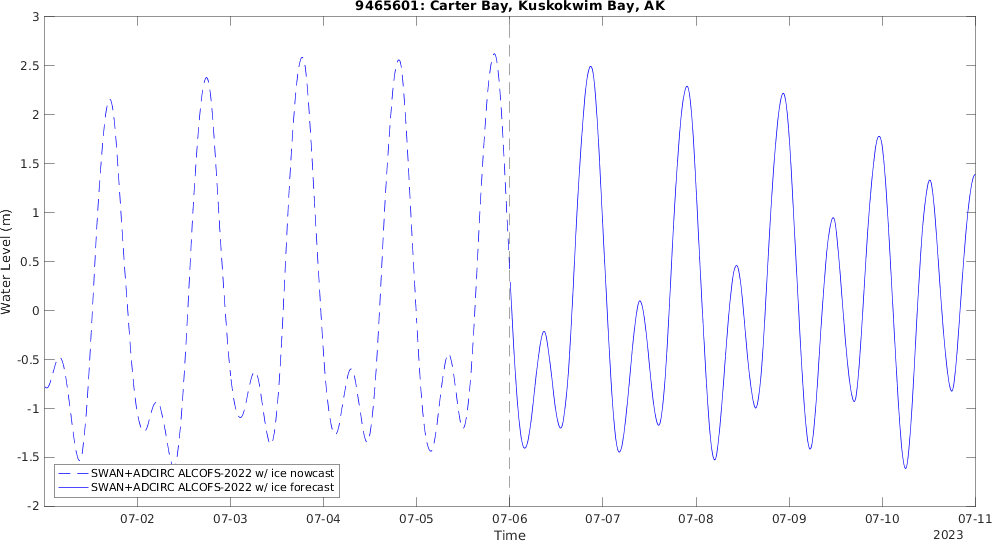 9465601: Carter Bay, Kuskokwim Bay, AK
3
2.5
2
1.5
1
0.5
0
-0.5
-1
-1.5
-2
Water Level (m)
SWAN+ADCIRC ALCOFS-2022 w/ ice nowcast
SWAN+ADCIRC ALCOFS-2022 w/ ice forecast
07-02 07-03 07-04 07-05 07-06 07-07 07-08 07-09 07-10 07-11
Time
2023